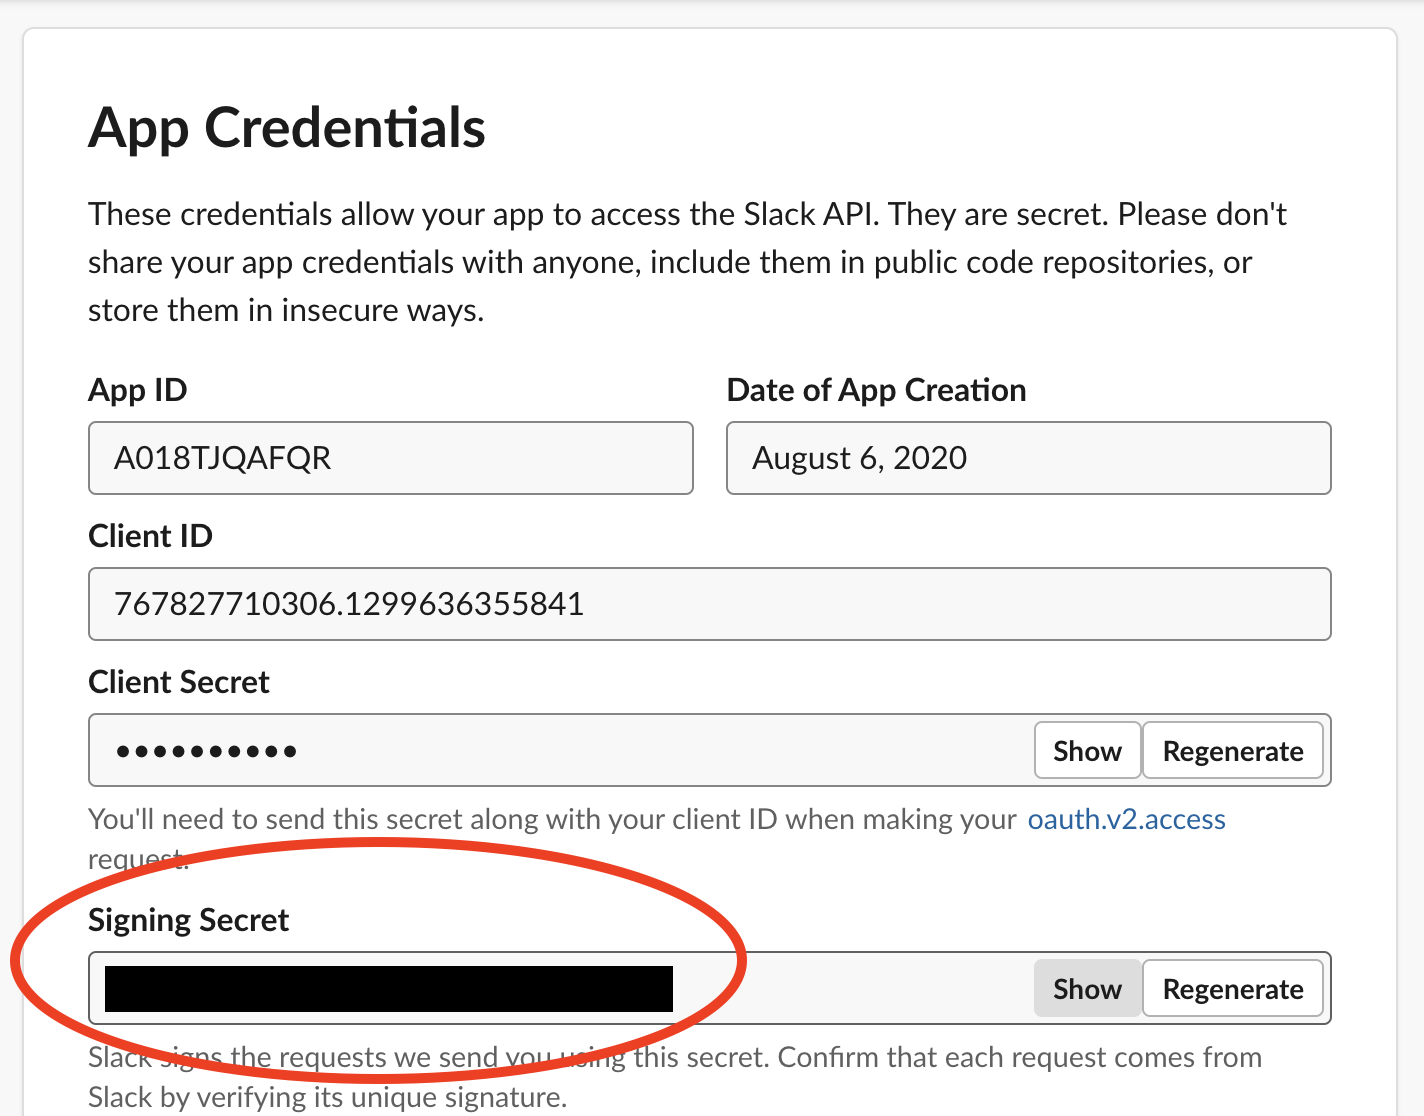 App Credentials
These credentials allow your app to access the Slack API. They are secret. Please don't
share your app credentials with anyone, include them in public code repositories, or
store them in insecure ways.
App ID
Date of App Creation
A018TJQAFQR
August 6, 2020
Client ID
767827710306.1299636355841
Client Secret
••••••••••
Show
Regenerate
You'll need to send this secret along with your client ID when making your oauth.v2.access
request.
Signing Secret
Show
Regenerate
Slack signs the requests we send you using this secret. Confirm that each request comes from
Slack by verifying its unique signature.